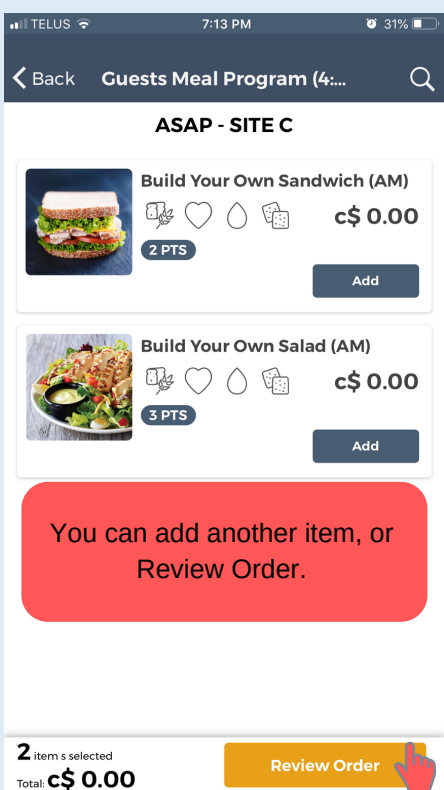 TELUS 7:13 PM 31%
Back Guests Meal Program (4:...
ASAP - SITE C
Build Your Own Sandwich (AM)
c$ 0.00
2 PTS
Add
Build Your Own Salad (AM)
c$ 0.00
3 PTS
Add
You can add another item, or
Review Order.
2 item s selected
Total: c$ 0.00
Review Order